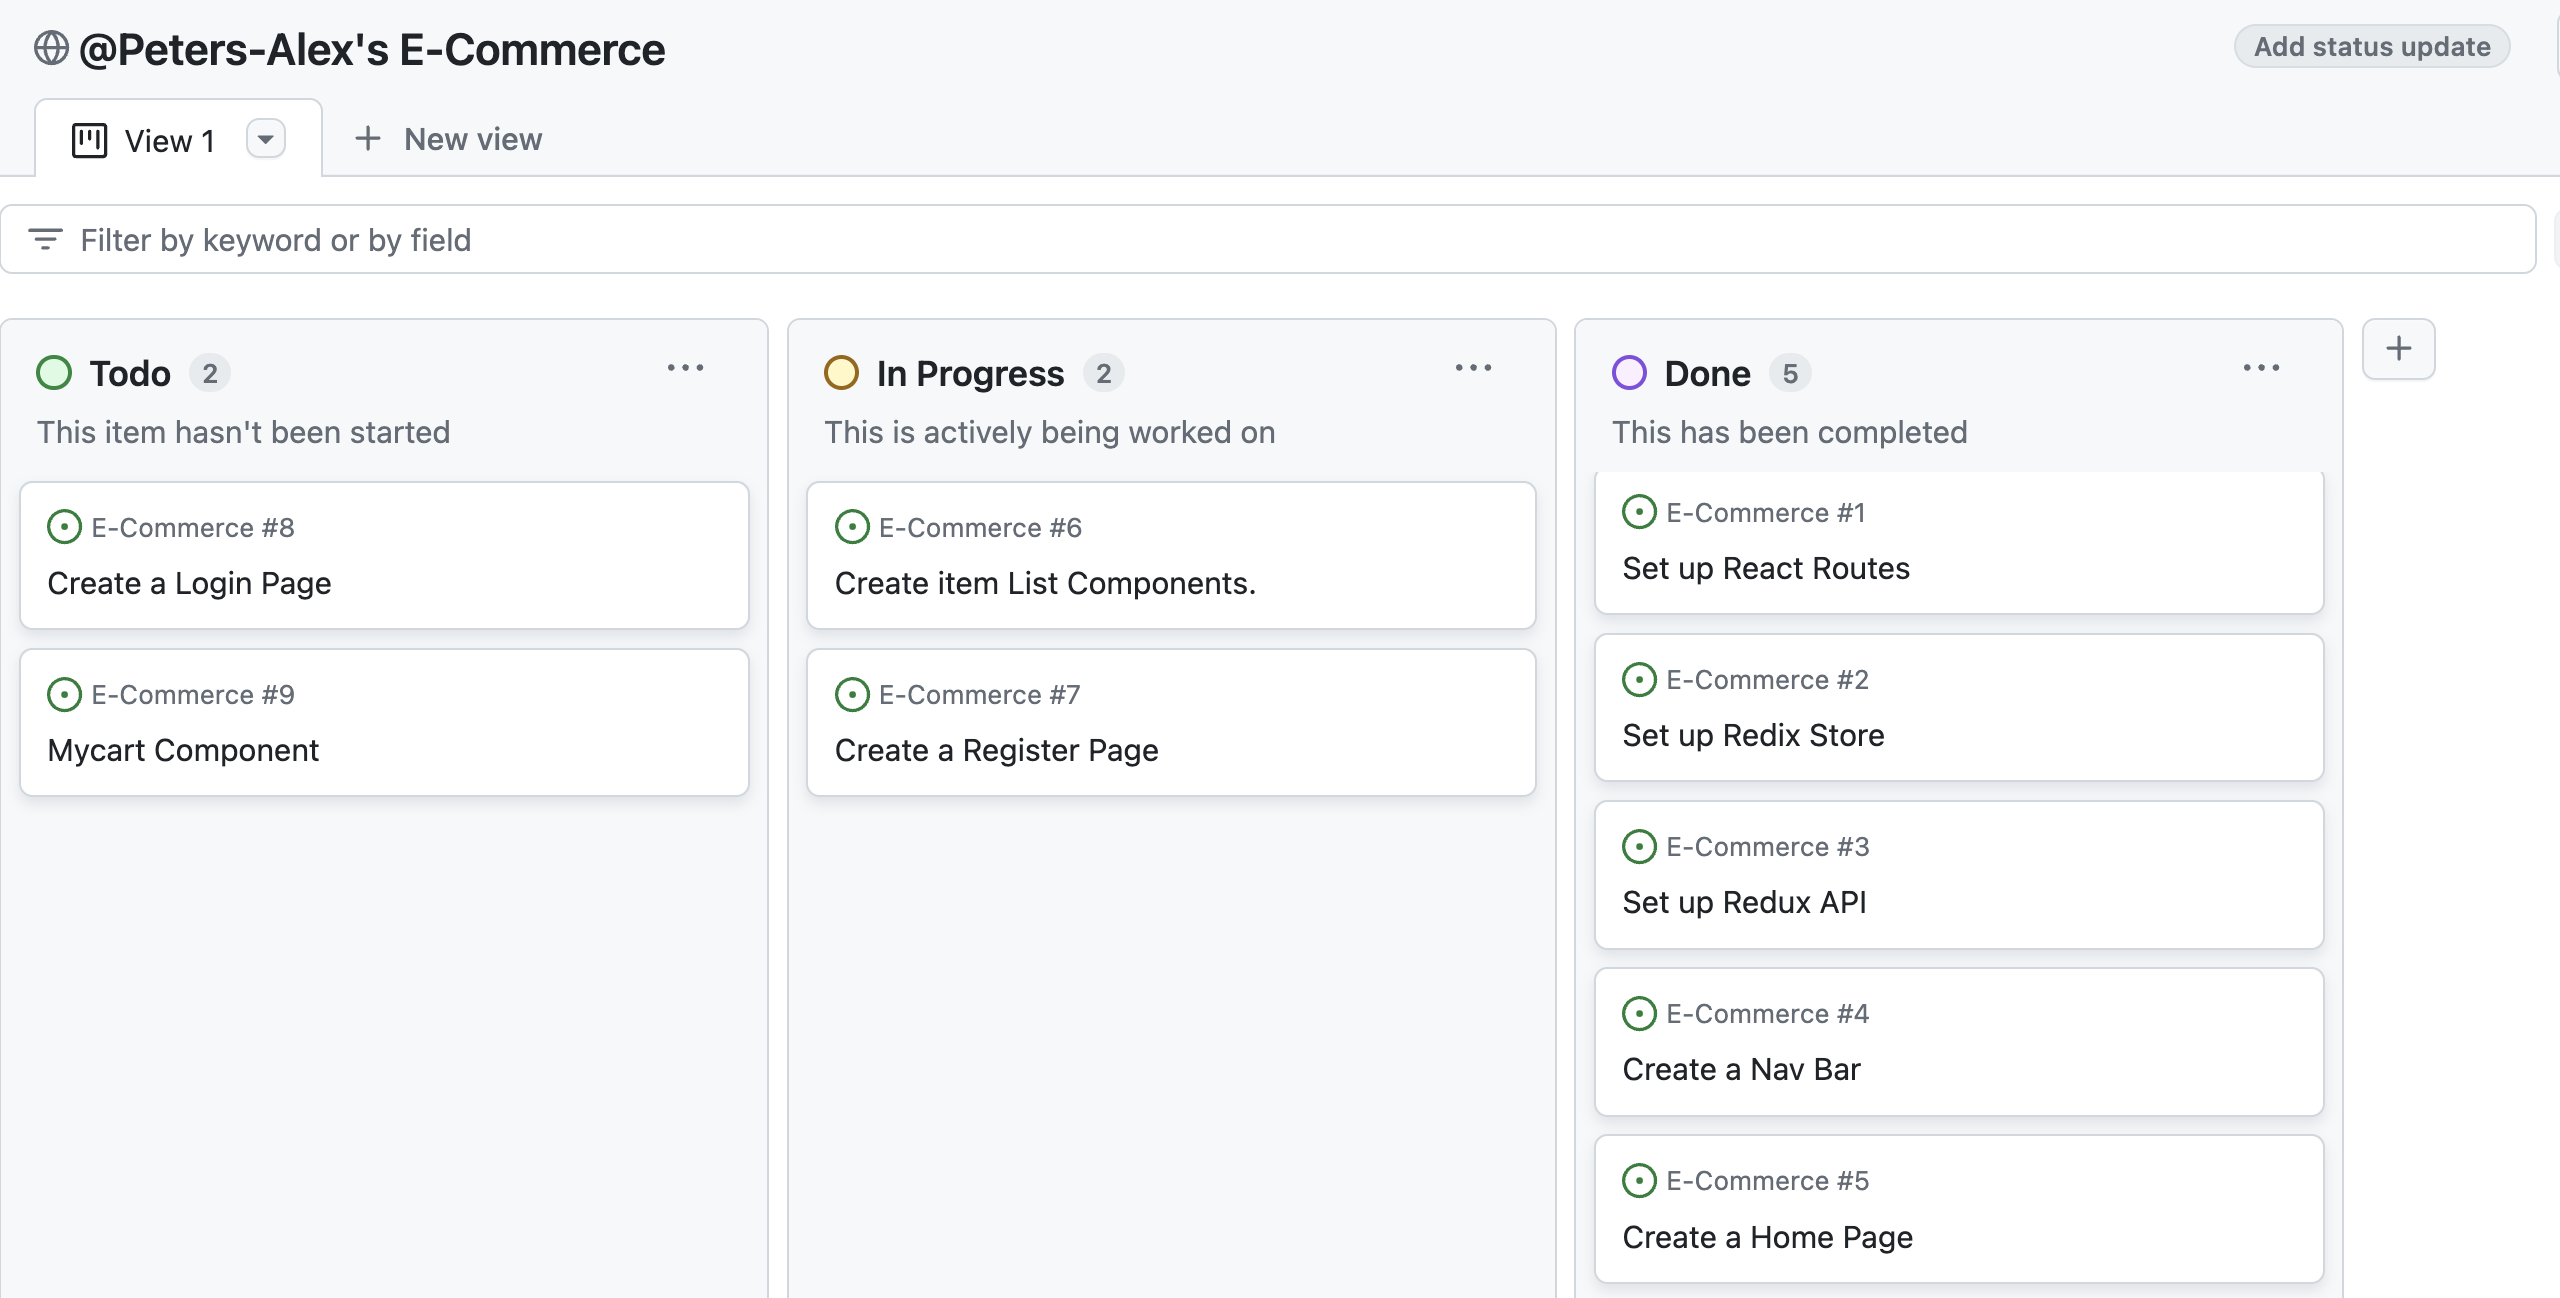 @Peters-Alex's E-Commerce
Add status update
View 1
New view
Filter by keyword or by field
Todo 2
This item hasn't been started
E-Commerce #8
Create a Login Page
E-Commerce #9
Mycart Component
In Progress 2
This is actively being worked on
E-Commerce #6
Create item List Components.
E-Commerce #7
Create a Register Page
Done 5
This has been completed
E-Commerce #1
Set up React Routes
E-Commerce #2
Set up Redix Store
E-Commerce #3
Set up Redux API
E-Commerce #4
Create a Nav Bar
E-Commerce #5
Create a Home Page